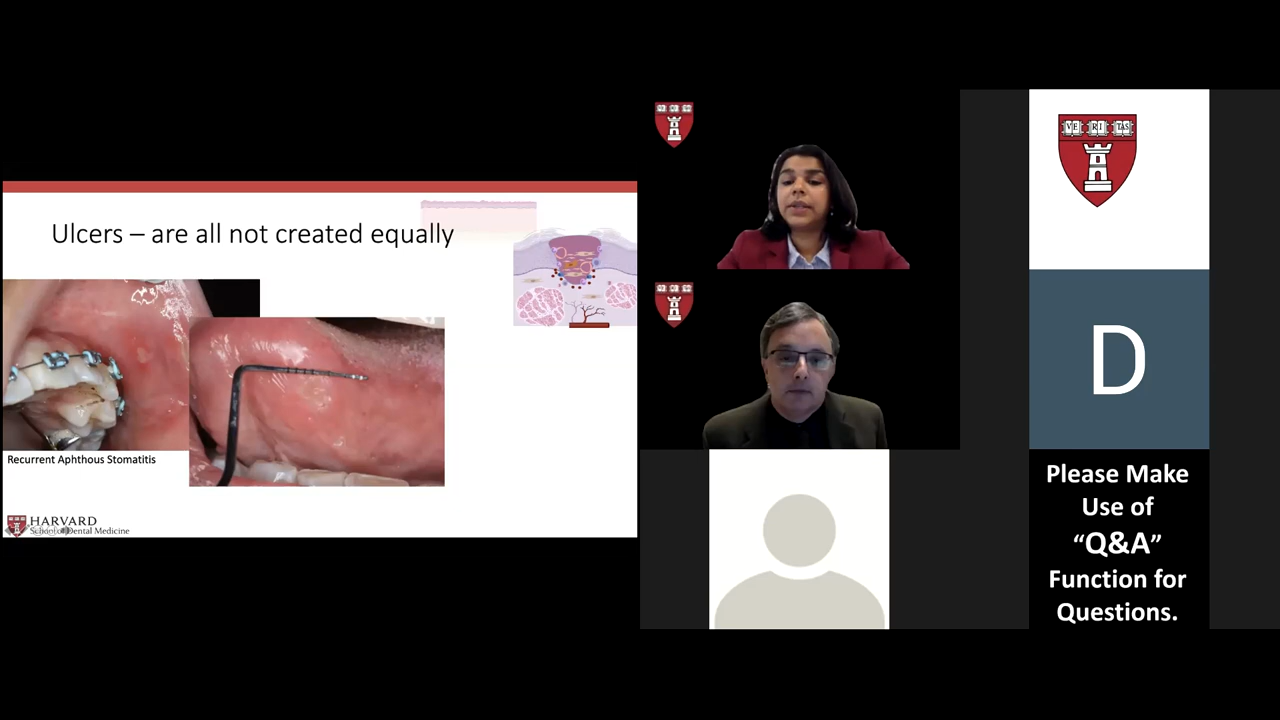 Ulcers – are all not created equally
Recurrent Aphthous Stomatitis
HARVARD
School of Dental Medicine
VE RI TAS
D
Please Make
Use of
“Q&A”
Function for
Questions.